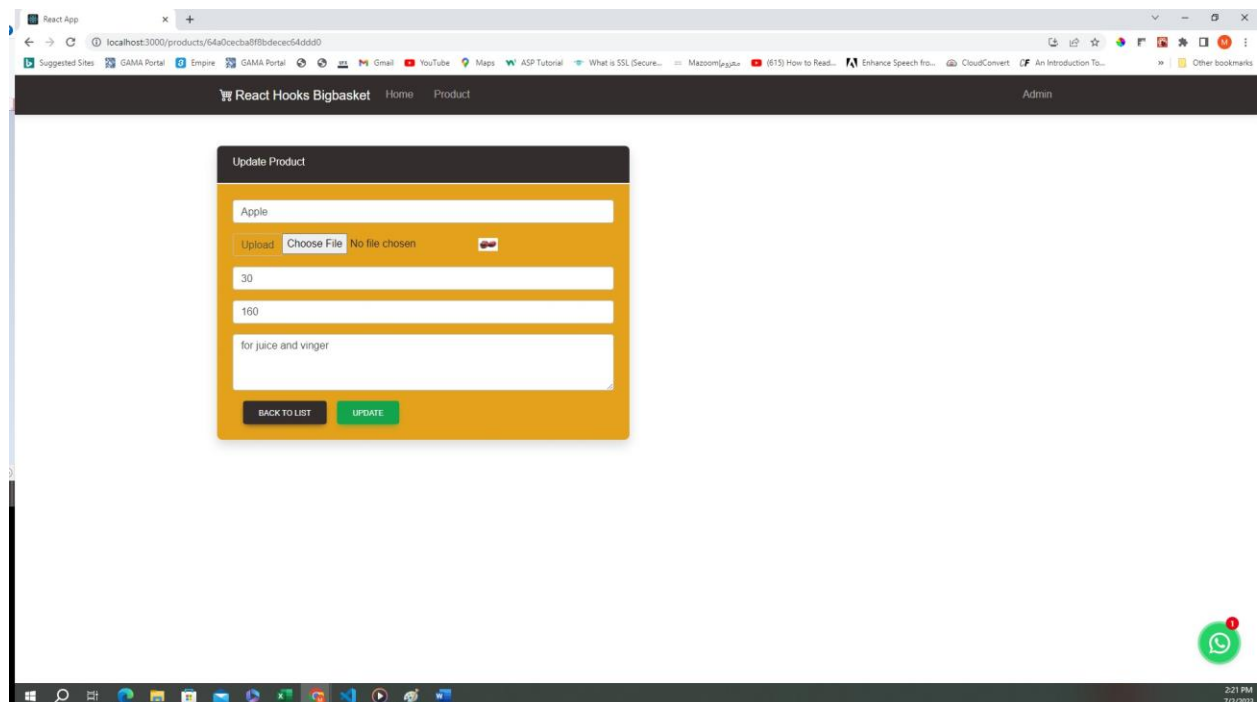 React App
localhost:3000/products/64a0cecba8f8bdecec64ddd0
Suggested Sites GAMA Portal Empire GAMA Portal Gmail YouTube Maps ASP Tutorial What is SSL (Secure... Mazoom (615) How to Read... Enhance Speech fro... CloudConvert An Introduction To... » Other bookmarks
React Hooks Bigbasket Home Product Admin
Update Product
Apple
Upload Choose File No file chosen
30
160
for juice and vinger
BACK TO LIST UPDATE
1
2:21 PM